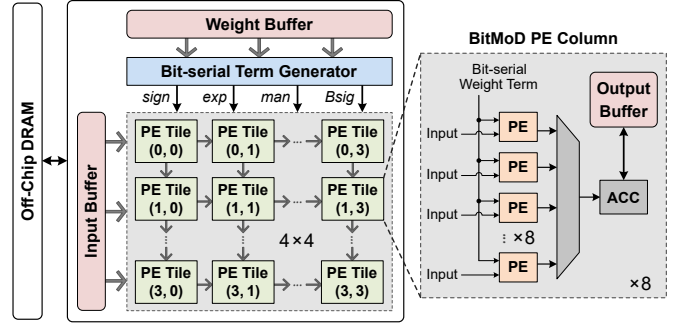 Off-Chip DRAM
Weight Buffer
Bit-serial Term Generator
sign exp man Bsig
Input Buffer
PE Tile PE Tile ... PE Tile
(0, 0) (0, 1) (0, 3)
PE Tile PE Tile ... PE Tile
(1, 0) (1, 1) (1, 3)
... ... 4×4 ...
PE Tile PE Tile ... PE Tile
(3, 0) (3, 1) (3, 3)
BitMoD PE Column
Bit-serial
Weight Term
Output
Buffer
PE
Input
PE
Input
ACC
PE
Input
... ×8
PE
Input
×8